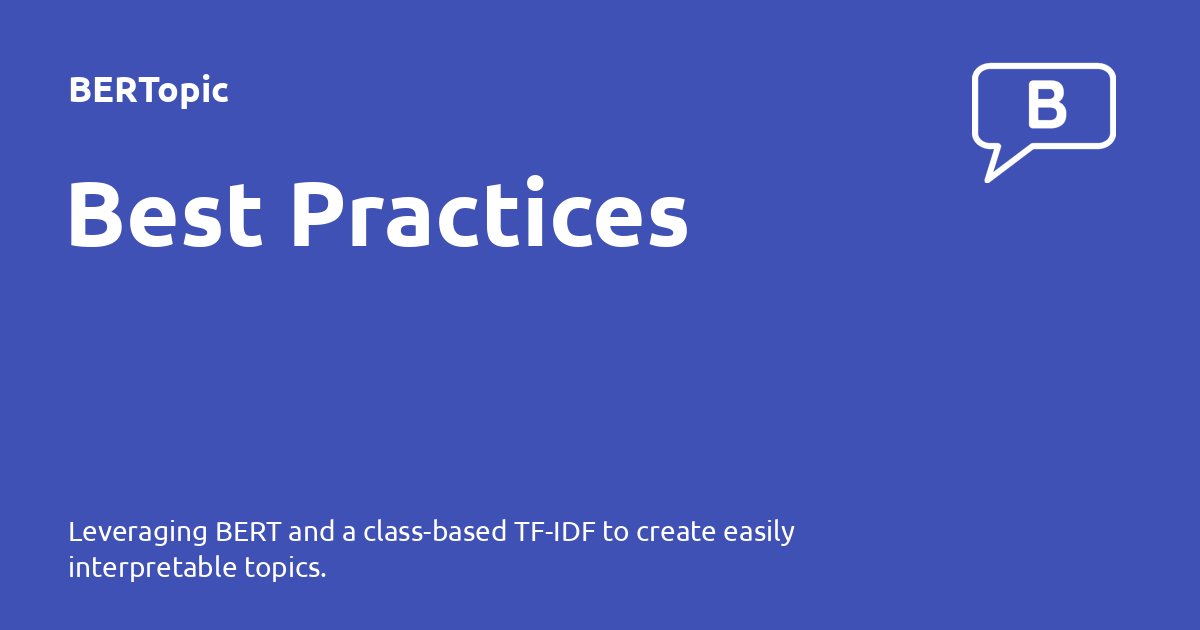 BERTopic
B
Best Practices
Leveraging BERT and a class-based TF-IDF to create easily
interpretable topics.